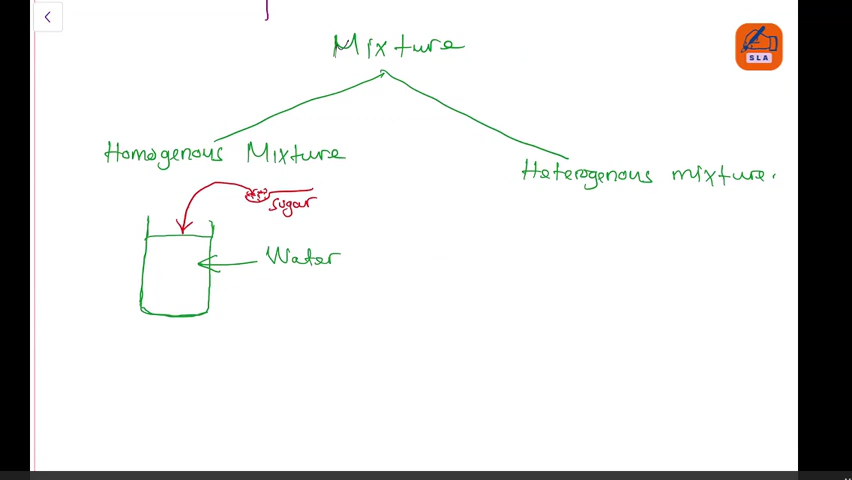 Mixture
SLA
Homogenous Mixture
Heterogenous mixture.
sugar
Water